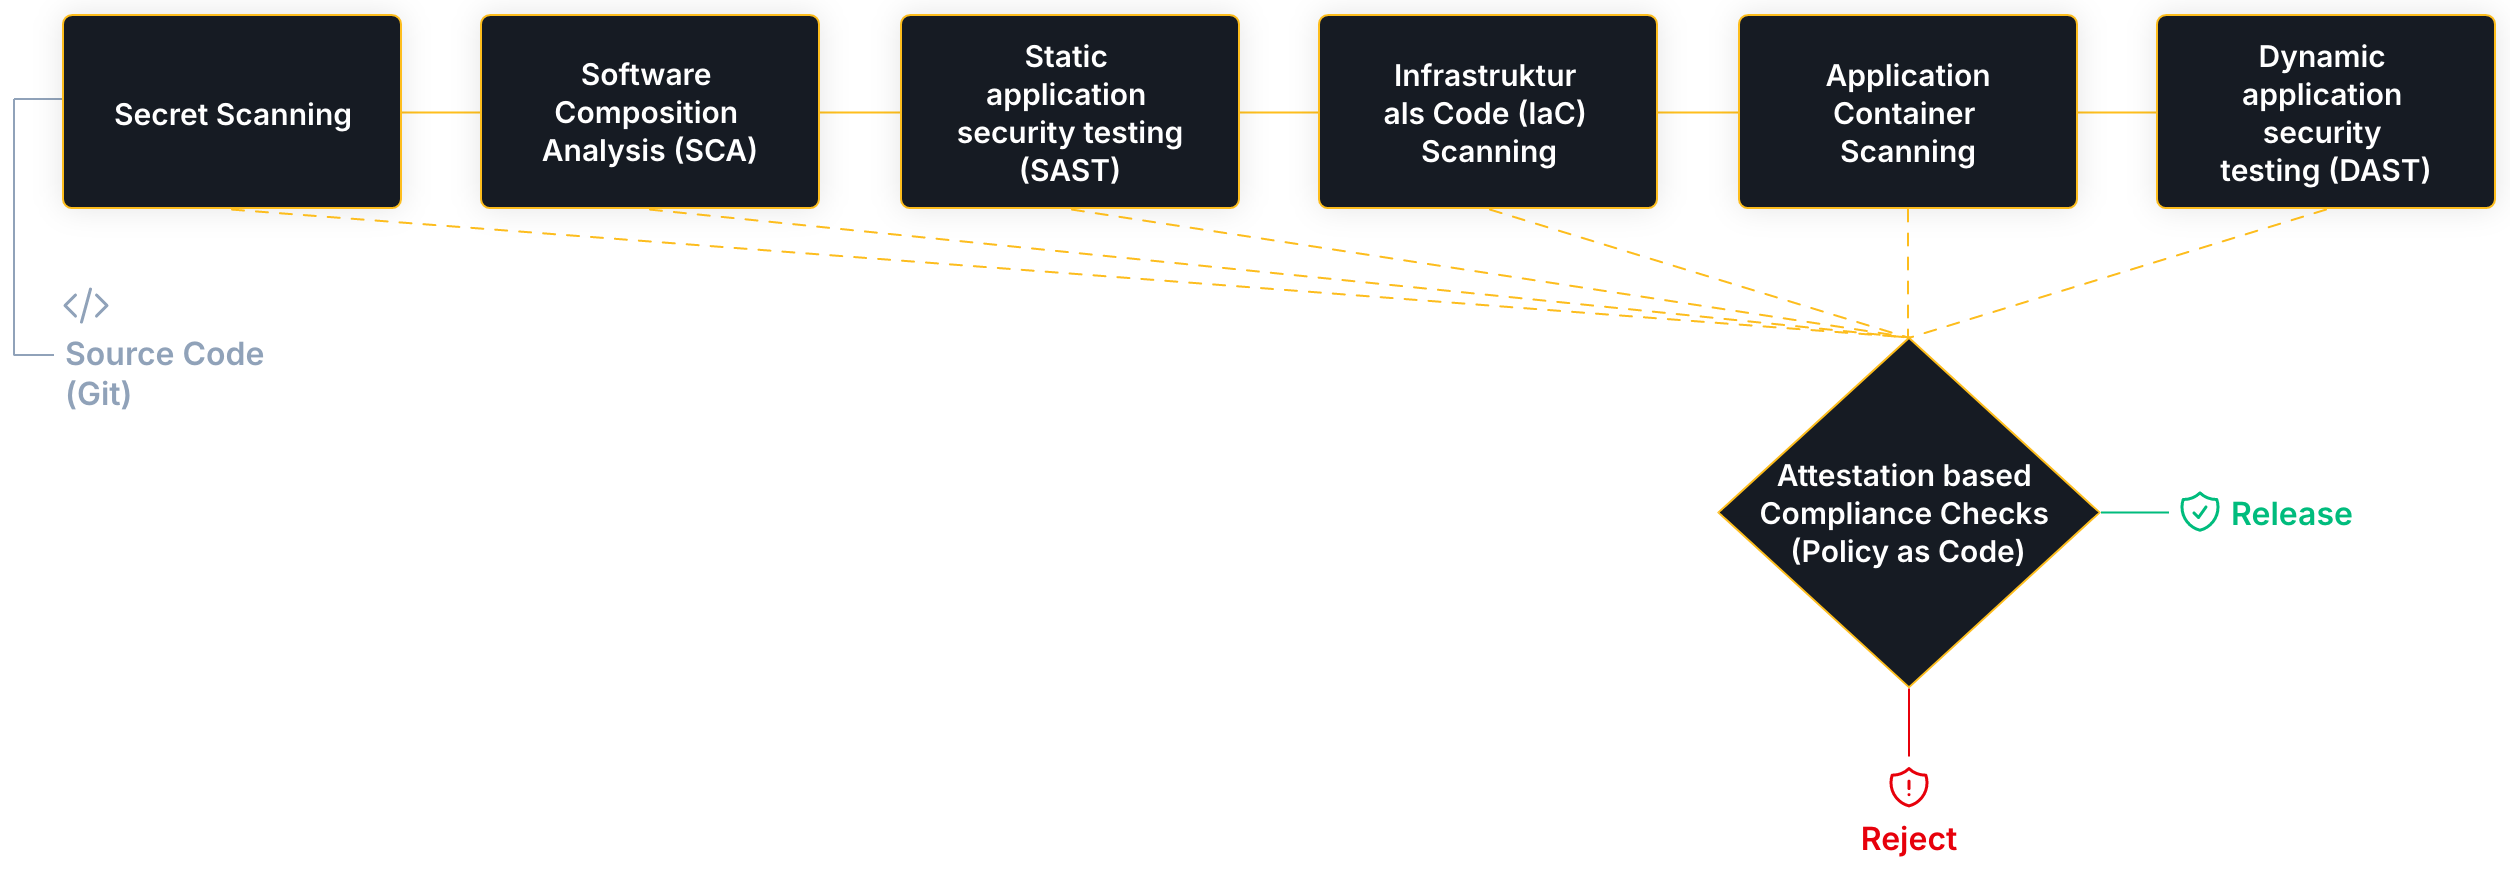 Secret Scanning
Software
Composition
Analysis (SCA)
Static
application
security testing
(SAST)
Infrastruktur
als Code (IaC)
Scanning
Application
Container
Scanning
Dynamic
application
security
testing (DAST)
Source Code
(Git)
Attestation based
Compliance Checks
(Policy as Code)
Release
Reject